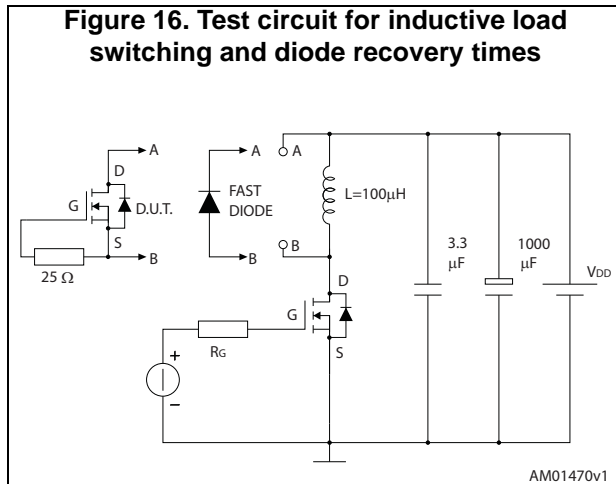 Figure 16. Test circuit for inductive load
switching and diode recovery times
A
D
G
D.U.T.
S
B
25 Ω
A
FAST
DIODE
B
A
L=100μH
B
D
G
S
RG
+
–
3.3
μF
1000
μF
VDD
AM01470v1